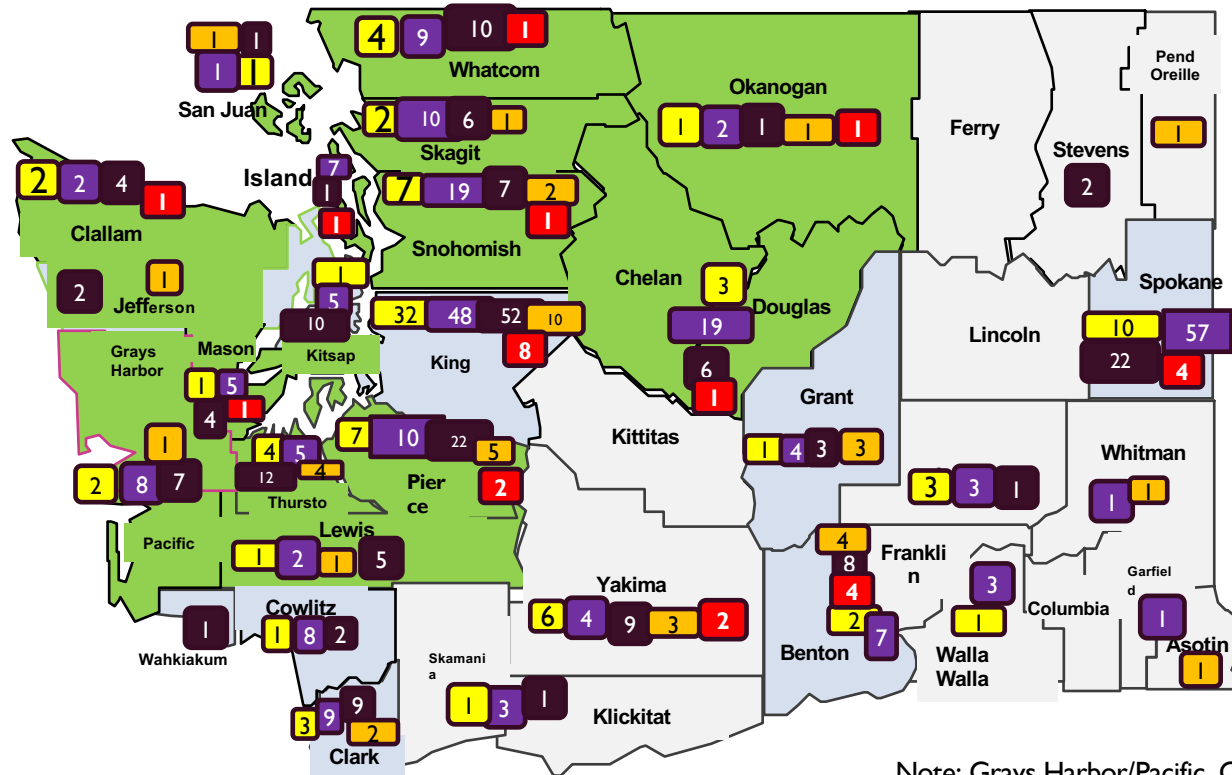 1 1
1 1
San Juan
4 9 10 1
Whatcom
2 10 6 1
Skagit
7 19 7 2
1
Snohomish
7
1
1
Island
2 2 4
1
Clallam
2 1
Jefferson
1
5
10
Kitsap
Grays
Harbor
Mason
1 5
4 1
1
2 8 7
Pacific
4 5
12 4
Thursto
32 48 52 10
8
King
7 10 22 5
2
Pier
ce
Lewis
1 2 1 5
1
Wahkiakum
Cowlitz
1 8 2
3 9 9
2
Clark
Skamani
a
1 3 1
Klickitat
Yakima
6 4 9 3 2
Kittitas
Okanogan
1 2 1 1 1
Chelan
3
Douglas
19
6
1
Grant
1 4 3 3
Ferry
Stevens
2
Pend
Oreille
1
Spokane
10 57
22 4
Lincoln
3 3 1
Whitman
1 1
4
8
4
2
7
Benton
Frankli
n
3
1
Walla
Walla
Columbia
Garfiel
d
1
Asotin
1
Note: Grays Harbor/Pacific,